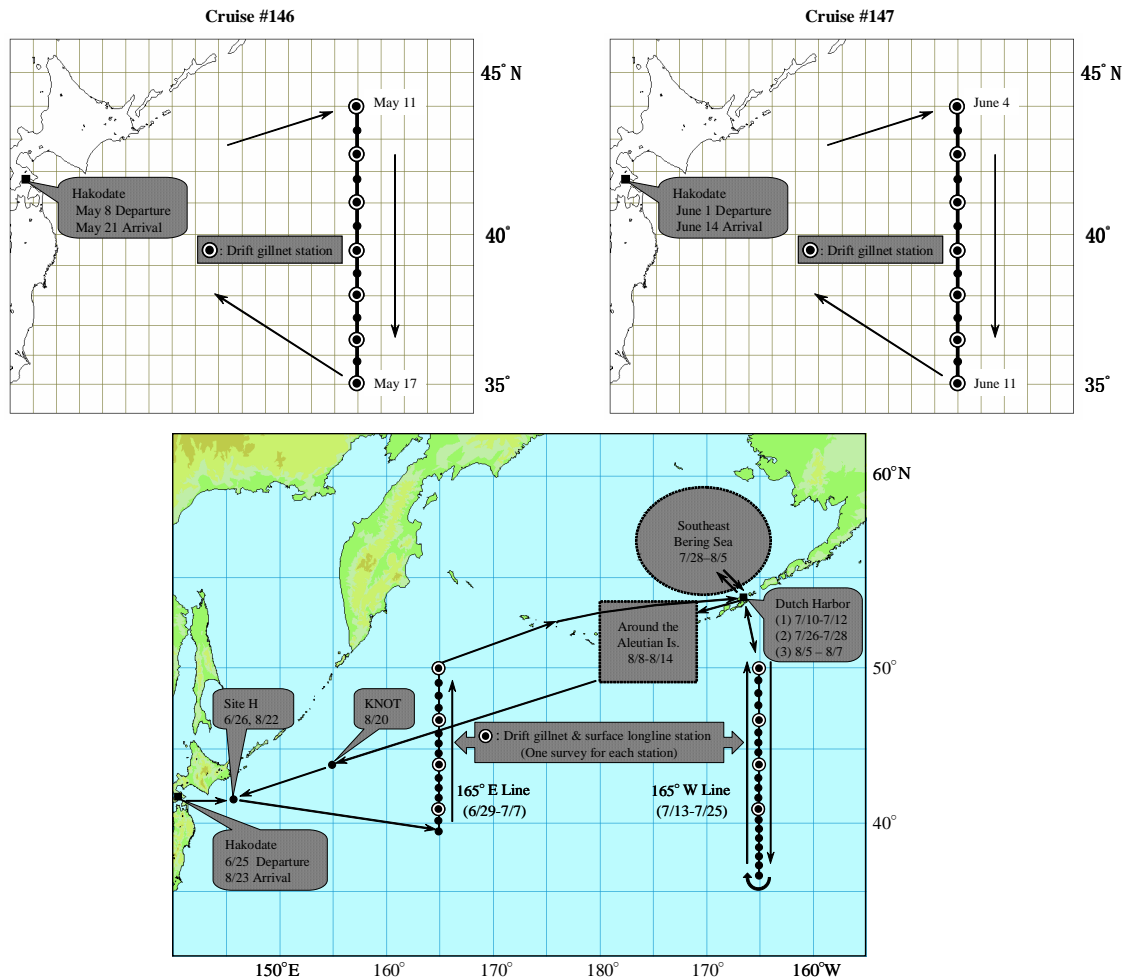 Cruise #146
45° N
May 11
Hakodate
May 8 Departure
May 21 Arrival
40°
: Drift gillnet station
May 17
35°
Cruise #147
45° N
June 4
Hakodate
June 1 Departure
June 14 Arrival
40°
: Drift gillnet station
June 11
35°
60°N
Southeast
Bering Sea
7/28–8/5
Dutch Harbor
(1) 7/10-7/12
(2) 7/26-7/28
(3) 8/5 – 8/7
Around the
Aleutian Is.
8/8-8/14
50°
Site H
6/26, 8/22
KNOT
8/20
: Drift gillnet & surface longline station
(One survey for each station)
165° E Line
(6/29-7/7)
165° W Line
(7/13-7/25)
40°
Hakodate
6/25 Departure
8/23 Arrival
150°E
160°
170°
180°
170°
160°W